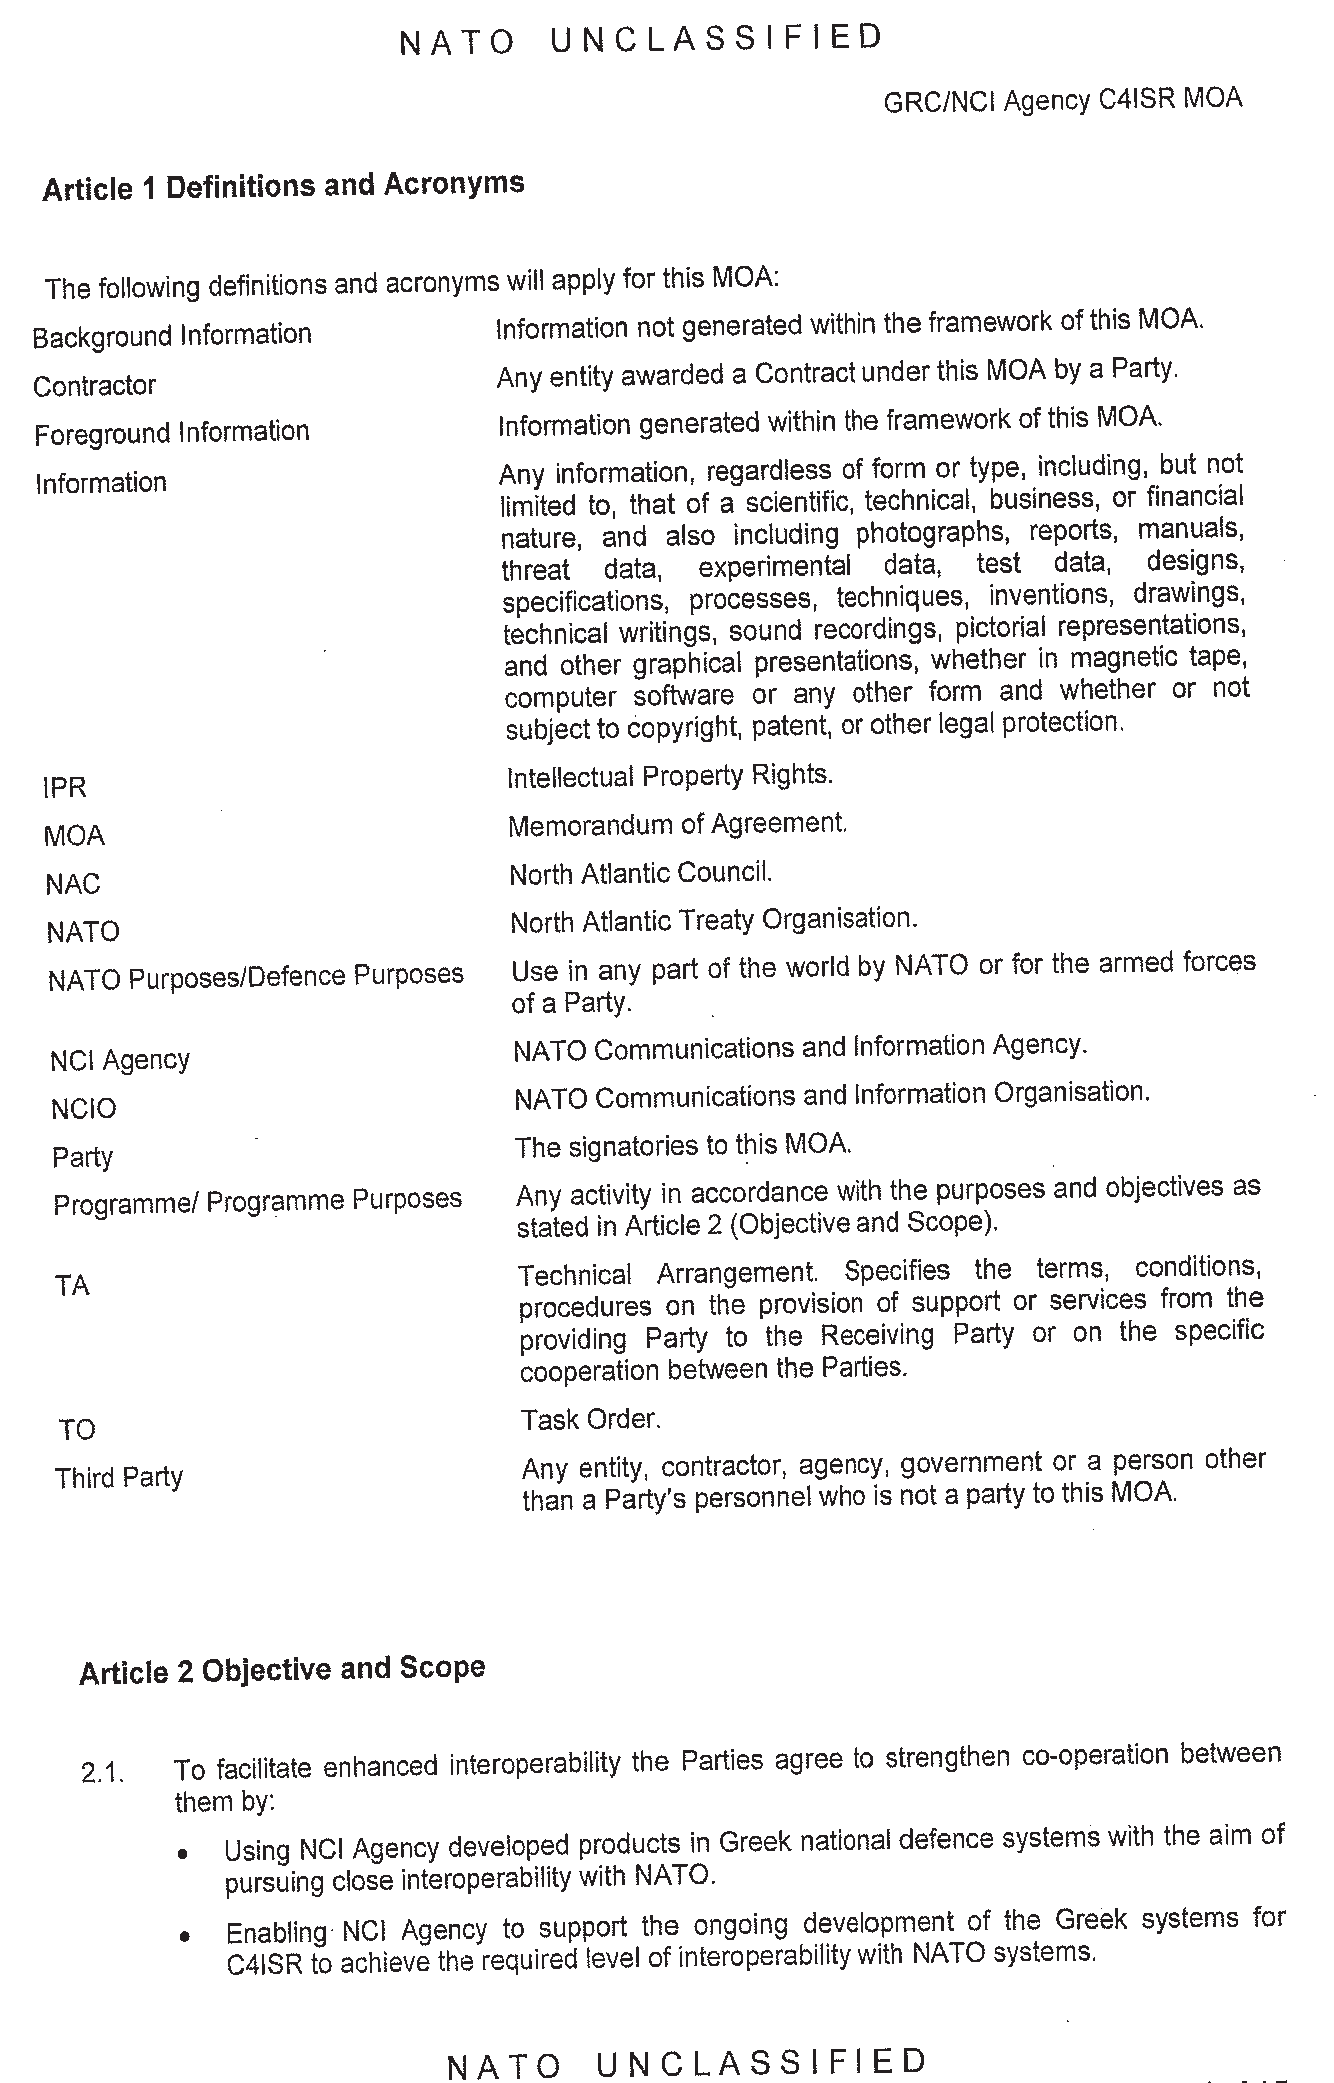 NATO UNCLASSIFIED
GRC/NCI Agency C4ISR MOA
Article 1 Definitions and Acronyms
The following definitions and acronyms will apply for this MOA:
Background Information Information not generated within the framework of this MOA.
Contractor Any entity awarded a Contract under this MOA by a Party.
Foreground Information Information generated within the framework of this MOA.
Information Any information, regardless of form or type, including, but not
limited to, that of a scientific, technical, business, or financial
nature, and also including photographs, reports, manuals,
threat data, experimental data, test data, designs,
specifications, processes, techniques, inventions, drawings,
technical writings, sound recordings, pictorial representations,
and other graphical presentations, whether in magnetic tape,
computer software or any other form and whether or not
subject to copyright, patent, or other legal protection.
IPR Intellectual Property Rights.
MOA Memorandum of Agreement.
NAC North Atlantic Council.
NATO North Atlantic Treaty Organisation.
NATO Purposes/Defence Purposes Use in any part of the world by NATO or for the armed forces
of a Party.
NCI Agency NATO Communications and Information Agency.
NCIO NATO Communications and Information Organisation.
Party The signatories to this MOA.
Programme/ Programme Purposes Any activity in accordance with the purposes and objectives as
stated in Article 2 (Objective and Scope).
TA Technical Arrangement. Specifies the terms, conditions,
procedures on the provision of support or services from the
providing Party to the Receiving Party or on the specific
cooperation between the Parties.
TO Task Order.
Third Party Any entity, contractor, agency, government or a person other
than a Party's personnel who is not a party to this MOA.
Article 2 Objective and Scope
2.1. To facilitate enhanced interoperability the Parties agree to strengthen co-operation between
them by:
• Using NCI Agency developed products in Greek national defence systems with the aim of
pursuing close interoperability with NATO.
• Enabling NCI Agency to support the ongoing development of the Greek systems for
C4ISR to achieve the required level of interoperability with NATO systems.
NATO UNCLASSIFIED